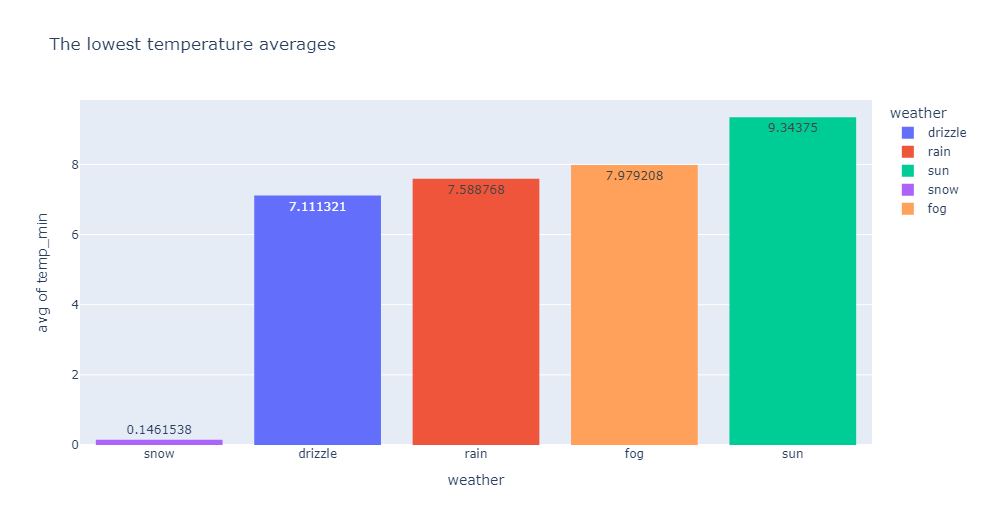 The lowest temperature averages
avg of temp_min
8
6
4
2
0
0.1461538
7.111321
7.588768
7.979208
9.34375
snow
drizzle
rain
fog
sun
weather
weather
drizzle
rain
sun
snow
fog